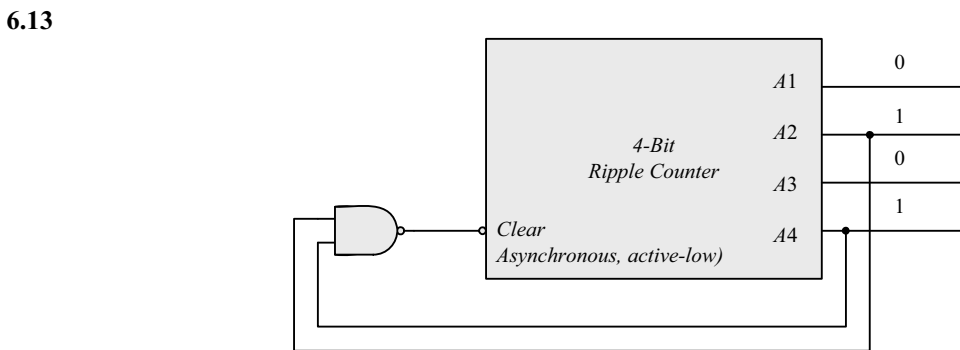 6.13
A1
0
A2
1
4-Bit
Ripple Counter
A3
0
A4
1
Clear
Asynchronous, active-low)